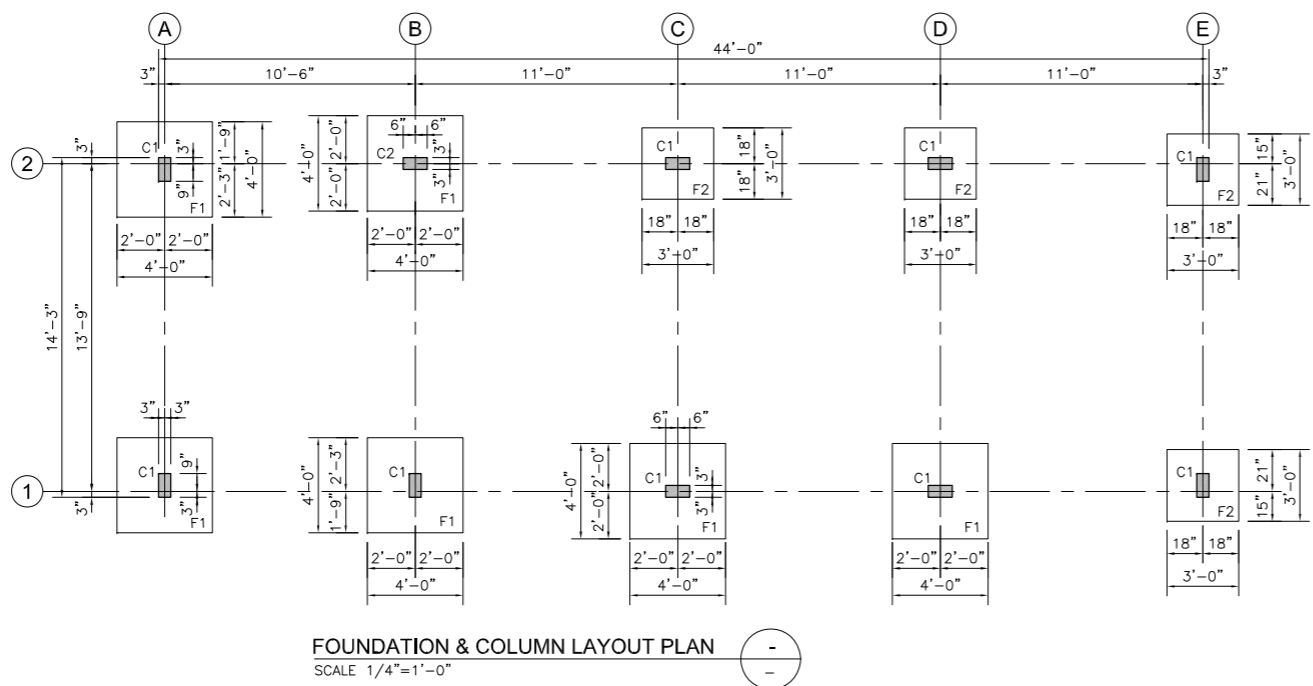 A B C D E
44'-0"
3" 10'-6" 11'-0" 11'-0" 11'-0" 3"
2
3"
C1
3"
9"
F1
1'-9"
2'-3"
4'-0"
2'-0" 2'-0"
4'-0"
4'-0"
2'-0"
2'-0"
6" 6"
C2
3"
3"
F1
2'-0" 2'-0"
4'-0"
C1
F2
18"
18"
3'-0"
18" 18"
3'-0"
C1
F2
18"
18"
3'-0"
18" 18"
3'-0"
C1
F2
15"
21"
3'-0"
18" 18"
3'-0"
14'-3"
13'-9"
1
3"
3" 3"
C1
9"
3"
F1
4'-0"
2'-3"
1'-9"
C1
F1
2'-0" 2'-0"
4'-0"
4'-0"
2'-0"
2'-0"
6" 6"
C1
3"
3"
F1
2'-0" 2'-0"
4'-0"
C1
F1
2'-0" 2'-0"
4'-0"
C1
F2
21"
15"
3'-0"
18" 18"
3'-0"
FOUNDATION & COLUMN LAYOUT PLAN -
SCALE 1/4"=1'-0" -